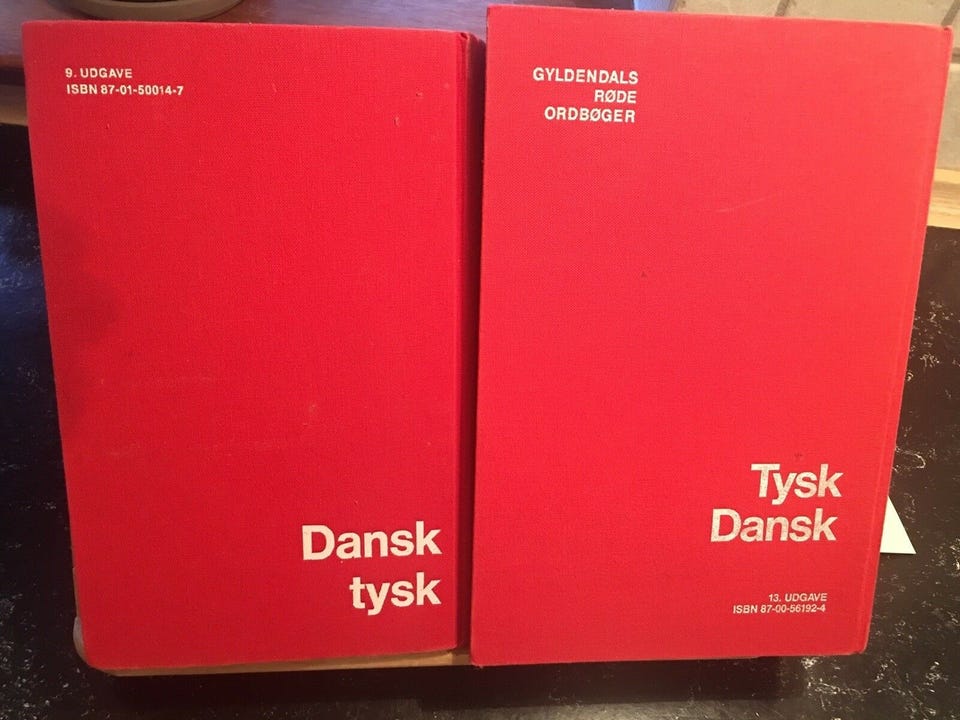 9. UDGAVE
ISBN 87-01-50014-7
Dansk
tysk
GYLDENDALS
RØDE
ORDBØGER
Tysk
Dansk
13. UDGAVE
ISBN 87-00-56192-4